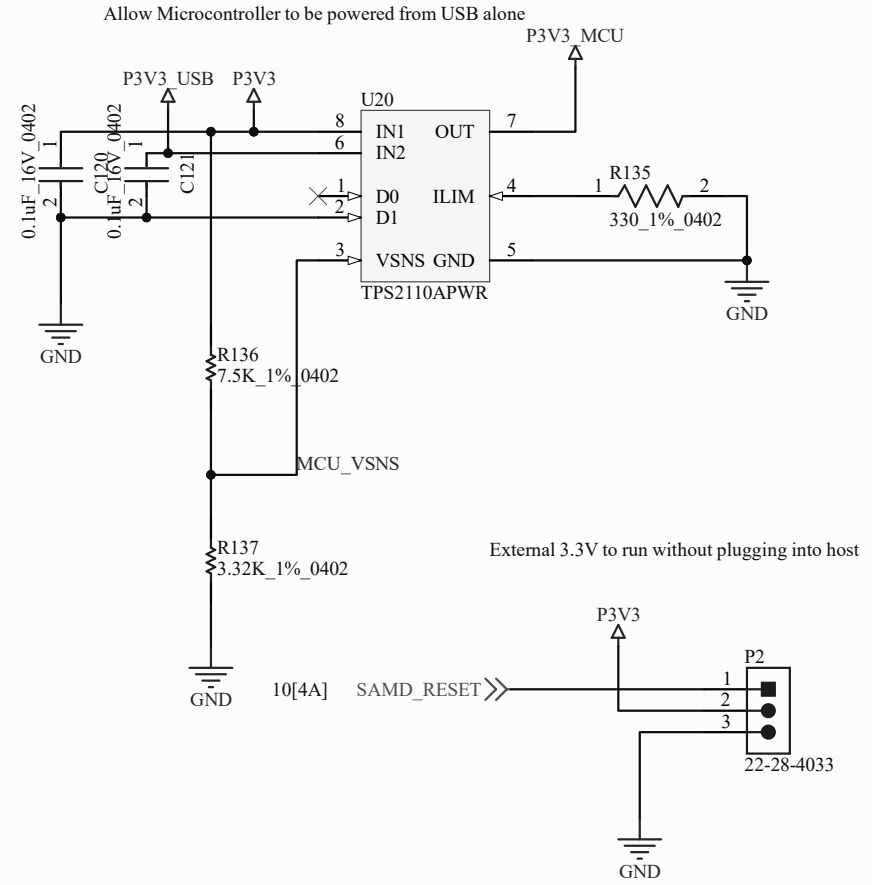 Allow Microcontroller to be powered from USB alone
P3V3_MCU
P3V3_USB
P3V3
U20
0.1uF_16V_0402
1
C120
2
0.1uF_16V_0402
1
C121
2
8
IN1
OUT
7
6
IN2
1
D0
ILIM
4
2
D1
3
VSNS
GND
5
TPS2110APWR
R135
1
2
330_1%_0402
GND
GND
R136
7.5K_1%_0402
MCU_VSNS
R137
3.32K_1%_0402
GND
External 3.3V to run without plugging into host
P3V3
P2
10[4A]
SAMD_RESET
1
2
3
22-28-4033
GND